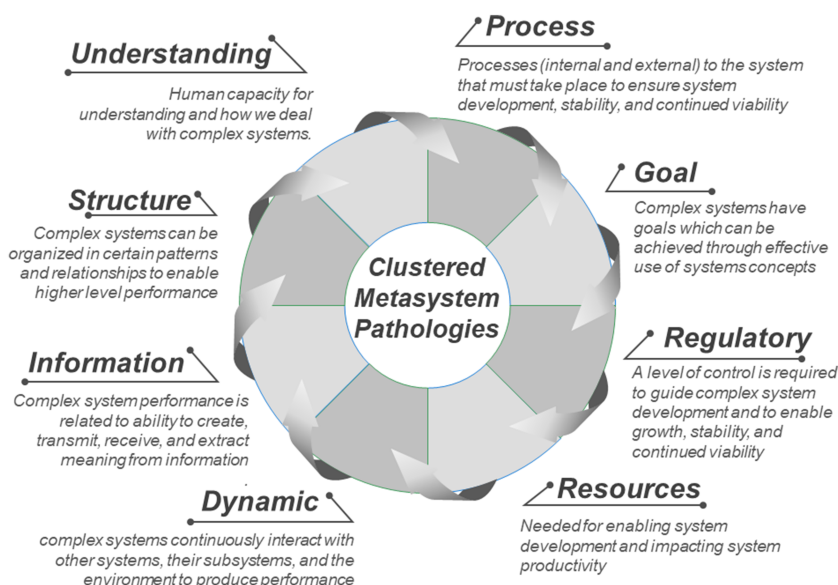 Process
Processes (internal and external) to the system
that must take place to ensure system
development, stability, and continued viability
Goal
Complex systems have
goals which can be
achieved through effective
use of systems concepts
Regulatory
A level of control is required
to guide complex system
development and to enable
growth, stability, and
continued viability
Resources
Needed for enabling system
development and impacting system
productivity
Dynamic
complex systems continuously interact with
other systems, their subsystems, and the
environment to produce performance
Information
Complex system performance is
related to ability to create,
transmit, receive, and extract
meaning from information
Structure
Complex systems can be
organized in certain patterns
and relationships to enable
higher level performance
Understanding
Human capacity for
understanding and how we deal
with complex systems.
Clustered
Metasystem
Pathologies